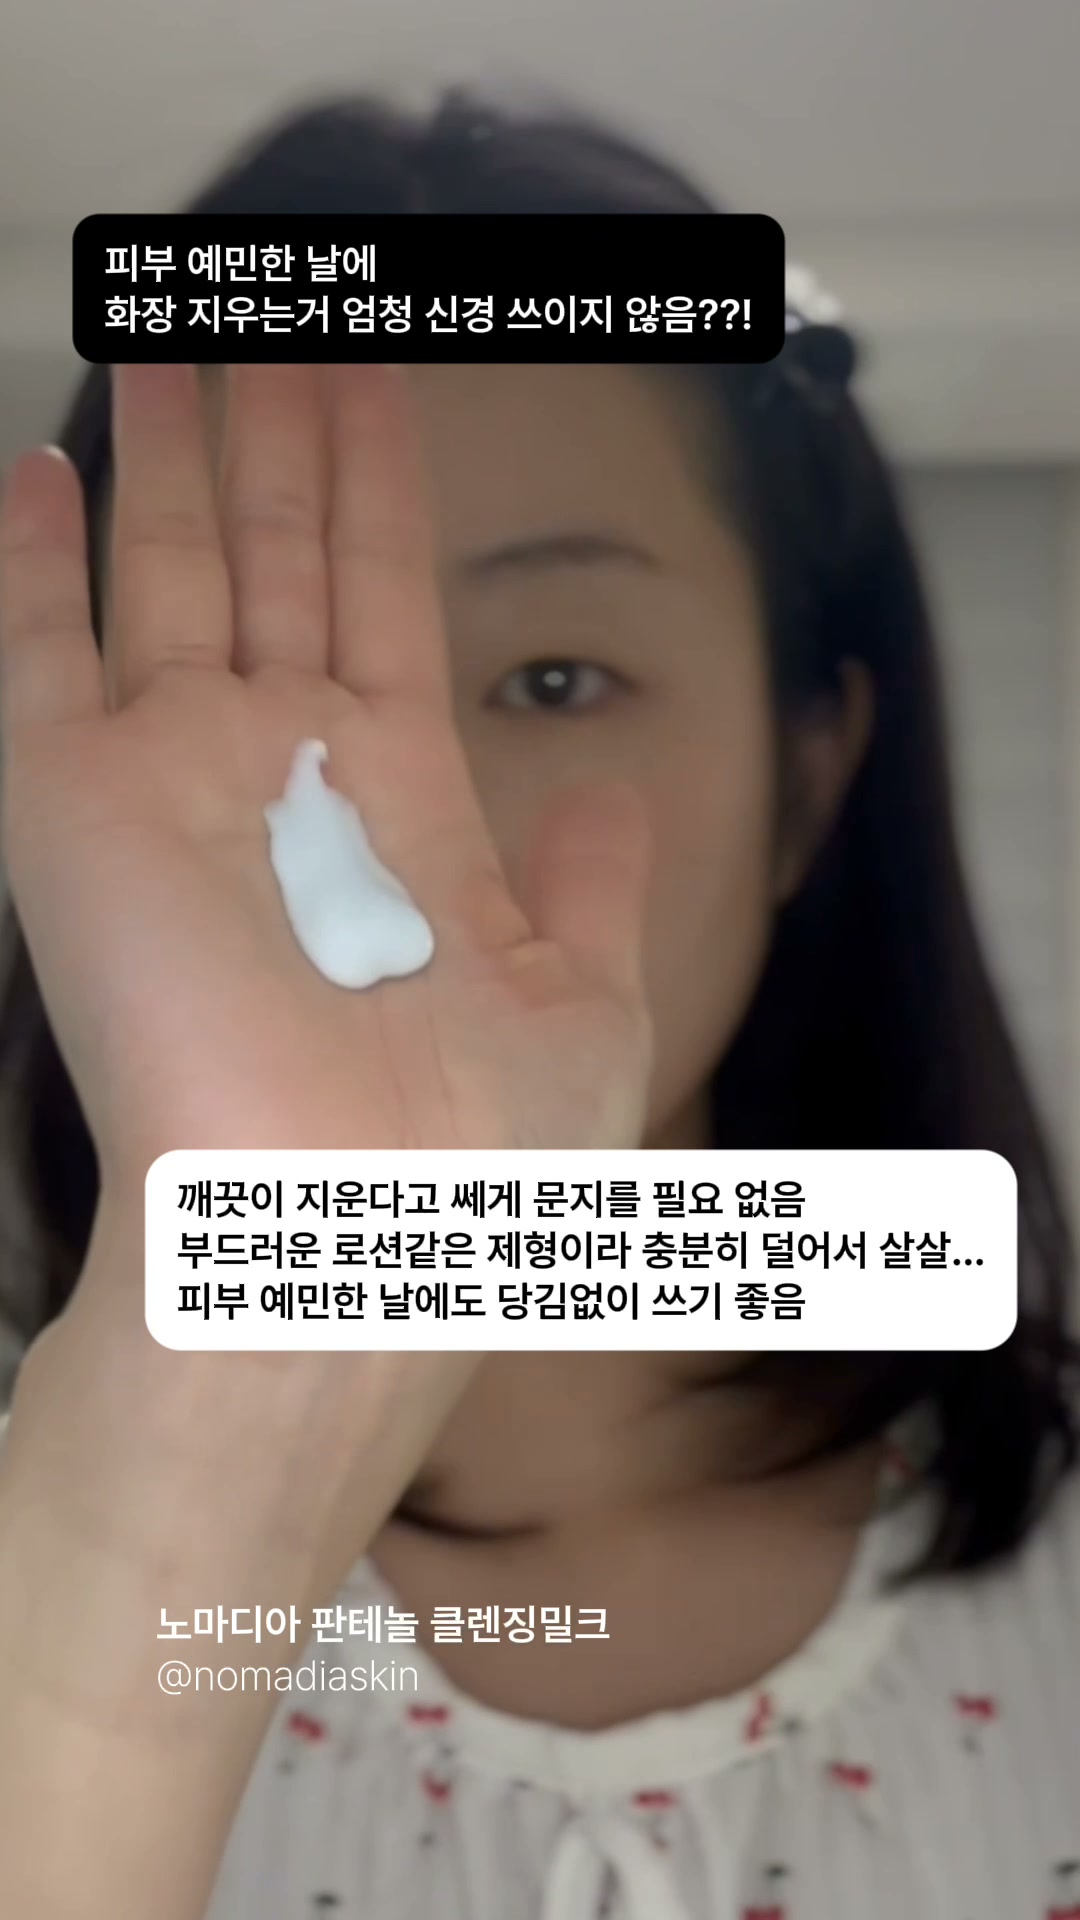 피부 예민한 날에
화장 지우는거 엄청 신경 쓰이지 않음??!
깨끗이 지운다고 쎄게 문지를 필요 없음
부드러운 로션같은 제형이라 충분히 덜어서 살살...
피부 예민한 날에도 당김없이 쓰기 좋음
노마디아 판테놀 클렌징밀크
@nomadiaskin